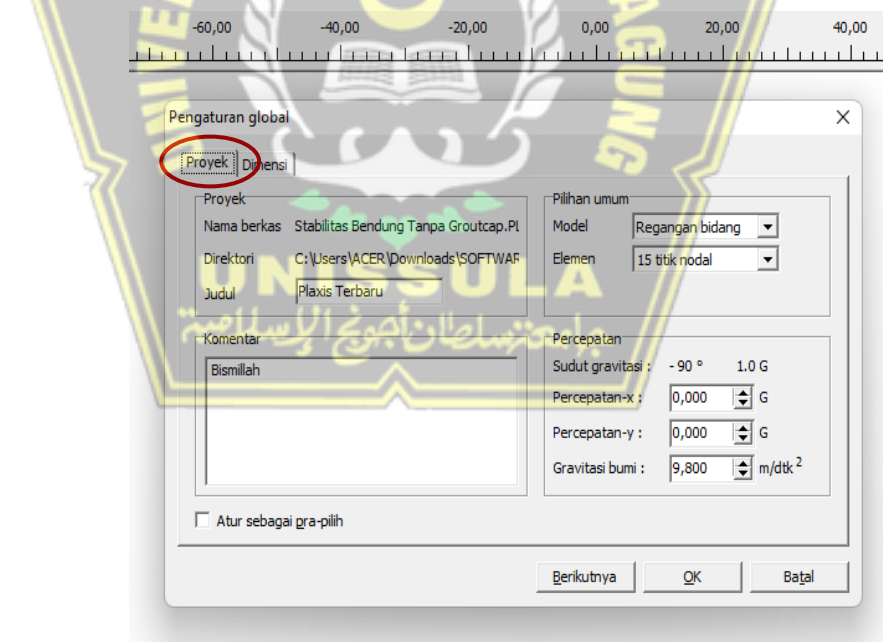 -60,00 -40,00 -20,00 0,00 20,00 40,00
Pengaturan global
Proyek Dimensi
Proyek
Nama berkas Stabilitas Bendung Tanpa Groutcap.PL
Direktori C:\Users\ACER\Downloads\SOFTWAR
Judul Plaxis Terbaru
Pilihan umum
Model Regangan bidang
Elemen 15 titik nodal
UNISSULA
جامعتسلطان أجونج الإسلامية
Komentar
Bismillah
Percepatan
Sudut gravitasi : - 90 ° 1.0 G
Percepatan-x : 0,000 G
Percepatan-y : 0,000 G
Gravitasi bumi : 9,800 m/dtk 2
Atur sebagai pra-pilih
Berikutnya OK Batal